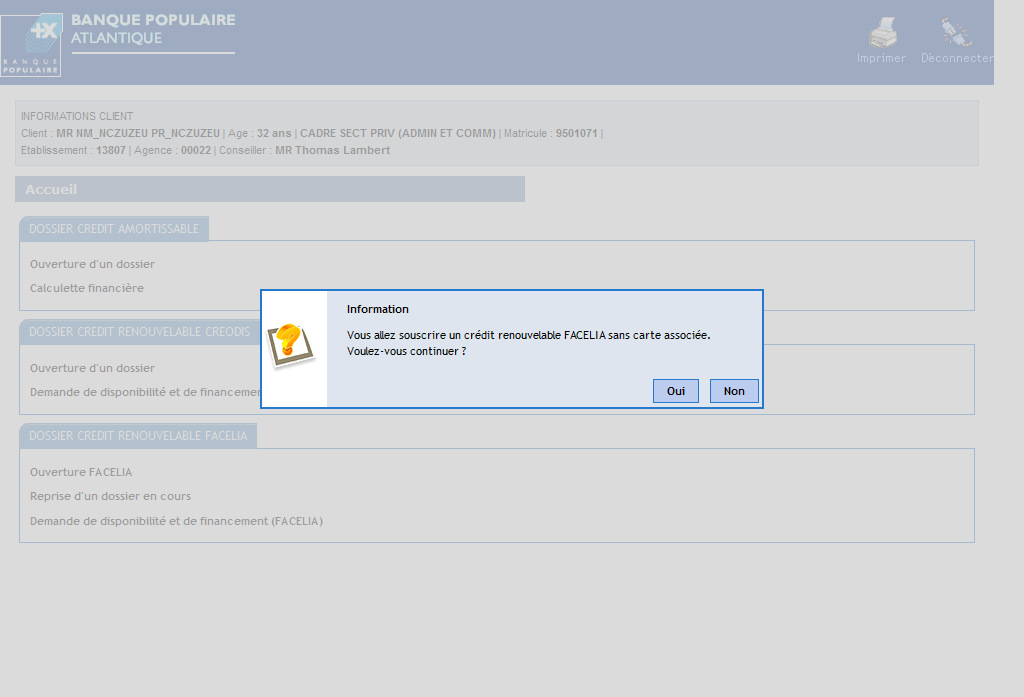 BANQUE POPULAIRE
ATLANTIQUE
BANQUE
POPULAIRE
Imprimer Déconnecter
INFORMATIONS CLIENT
Client : MR NM_NCZUZEU PR_NCZUZEU | Age : 32 ans | CADRE SECT PRIV (ADMIN ET COMM) | Matricule : 9501071 |
Etablissement : 13807 | Agence : 00022 | Conseiller : MR Thomas Lambert
Accueil
DOSSIER CREDIT AMORTISSABLE
Ouverture d'un dossier
Calculette financière
Information
Vous allez souscrire un crédit renouvelable FACELIA sans carte associée.
Voulez-vous continuer ?
Oui Non
DOSSIER CREDIT RENOUVELABLE CREODIS
Ouverture d'un dossier
Demande de disponibilité et de financement
DOSSIER CREDIT RENOUVELABLE FACELIA
Ouverture FACELIA
Reprise d'un dossier en cours
Demande de disponibilité et de financement (FACELIA)